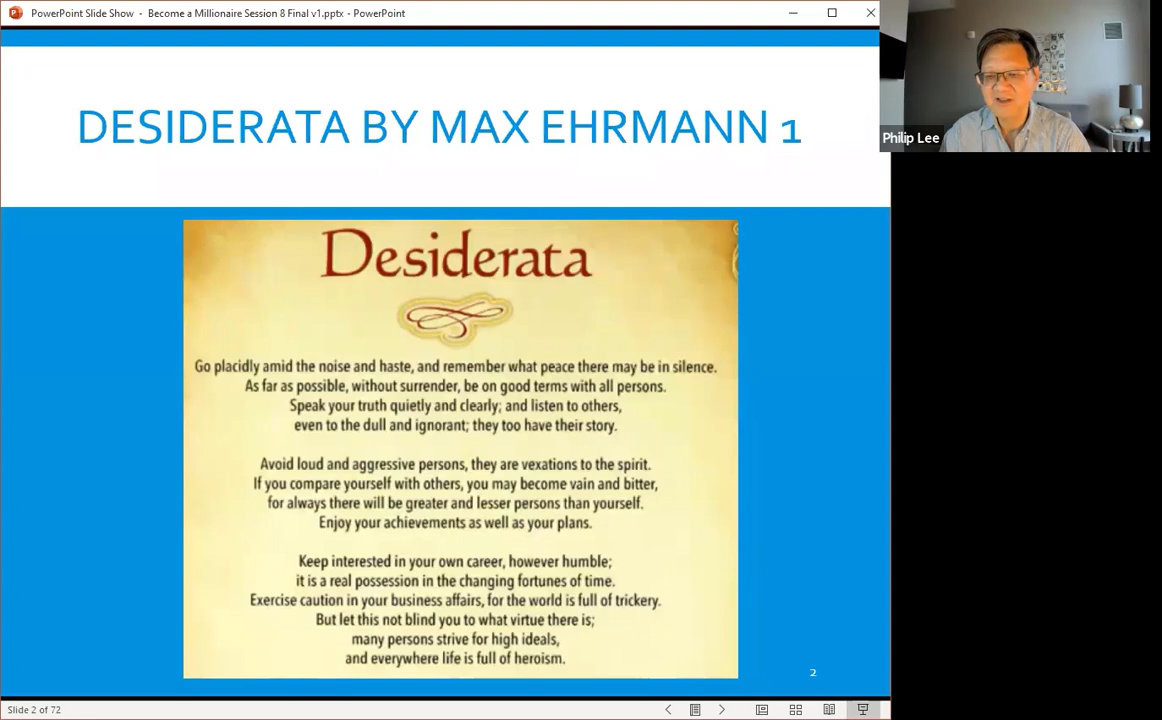 PowerPoint Slide Show - Become a Millionaire Session 8 Final v1.pptx - PowerPoint
DESIDERATA BY MAX EHRMANN 1
Philip Lee
Desiderata
Go placidly amid the noise and haste, and remember what peace there may be in silence.
As far as possible, without surrender, be on good terms with all persons.
Speak your truth quietly and clearly; and listen to others,
even to the dull and ignorant; they too have their story.
Avoid loud and aggressive persons, they are vexations to the spirit.
If you compare yourself with others, you may become vain and bitter,
for always there will be greater and lesser persons than yourself.
Enjoy your achievements as well as your plans.
Keep interested in your own career, however humble;
it is a real possession in the changing fortunes of time.
Exercise caution in your business affairs, for the world is full of trickery.
But let this not blind you to what virtue there is;
many persons strive for high ideals,
and everywhere life is full of heroism.
2
Slide 2 of 72